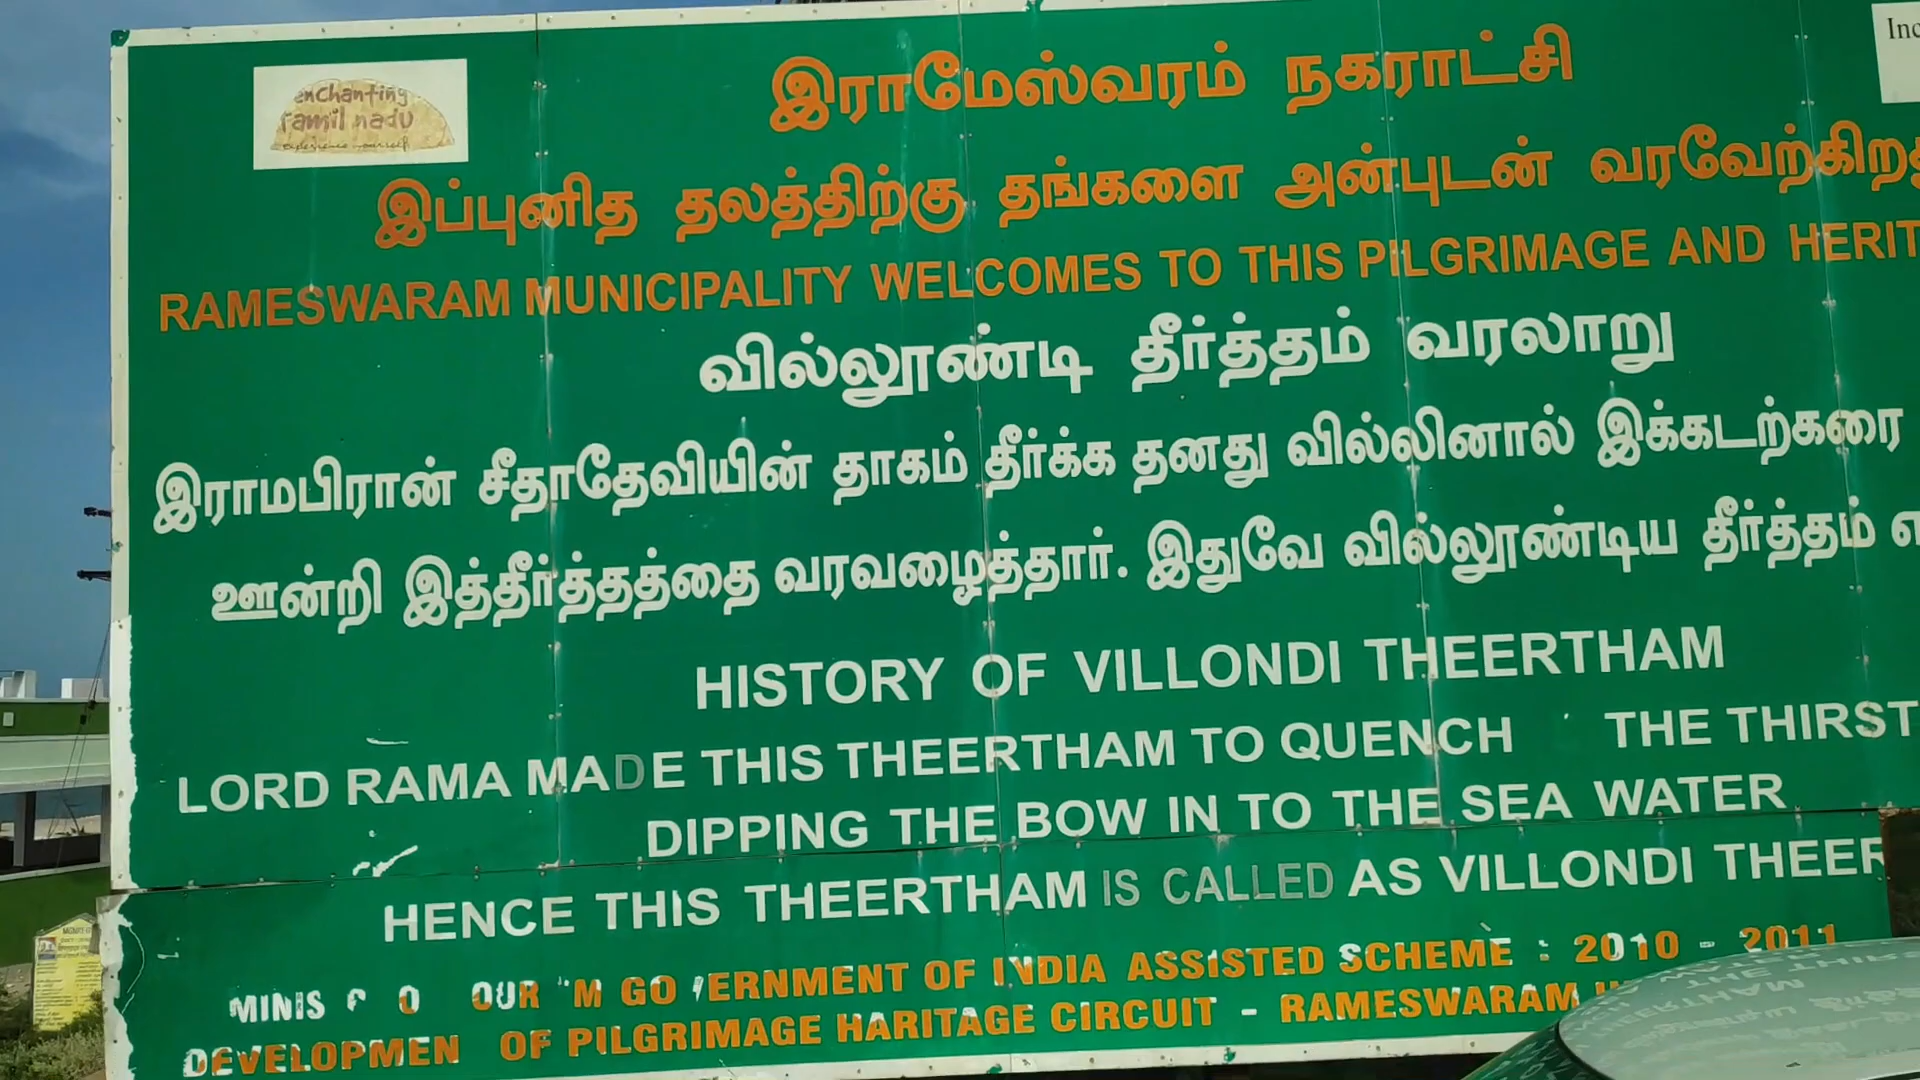 enchanting
tamil nadu
experience yourself
Inc
இராமேஸ்வரம் நகராட்சி
இப்புனித தலத்திற்கு தங்களை அன்புடன்
RAMESWARAM MUNICIPALITY WELCOMES TO THIS PILGRIMAGE AND HERIT
வில்லூண்டி தீர்த்தம் வரலாறு
இராமபிரான் சீதாதேவியின் தாகம் தீர்க்க தனது வில்லினால் இக்கடற்கரை
ஊன்றி இத்தீர்த்தத்தை வரவழைத்தார். இதுவே வில்லூண்டிய தீர்த்தம் எ
HISTORY OF VILLONDI THEERTHAM
LORD RAMA MADE THIS THEERTHAM TO QUENCH THE THIRST
DIPPING THE BOW IN TO THE SEA WATER
HENCE THIS THEERTHAM IS CALLED AS VILLONDI THEER
GOVERNMENT OF INDIA ASSISTED SCHEME : 2010 - 2011
DEVELOPMEN OF PILGRIMAGE HARITAGE CIRCUIT - RAMESWARAM